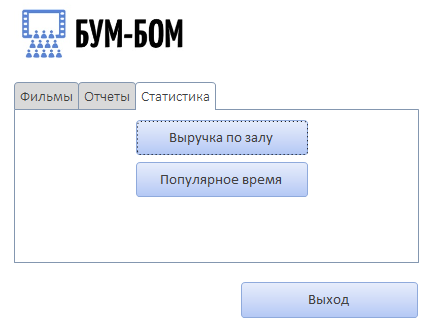 БУМ-БОМ
Фильмы Отчеты Статистика
Выручка по залу
Популярное время
Выход